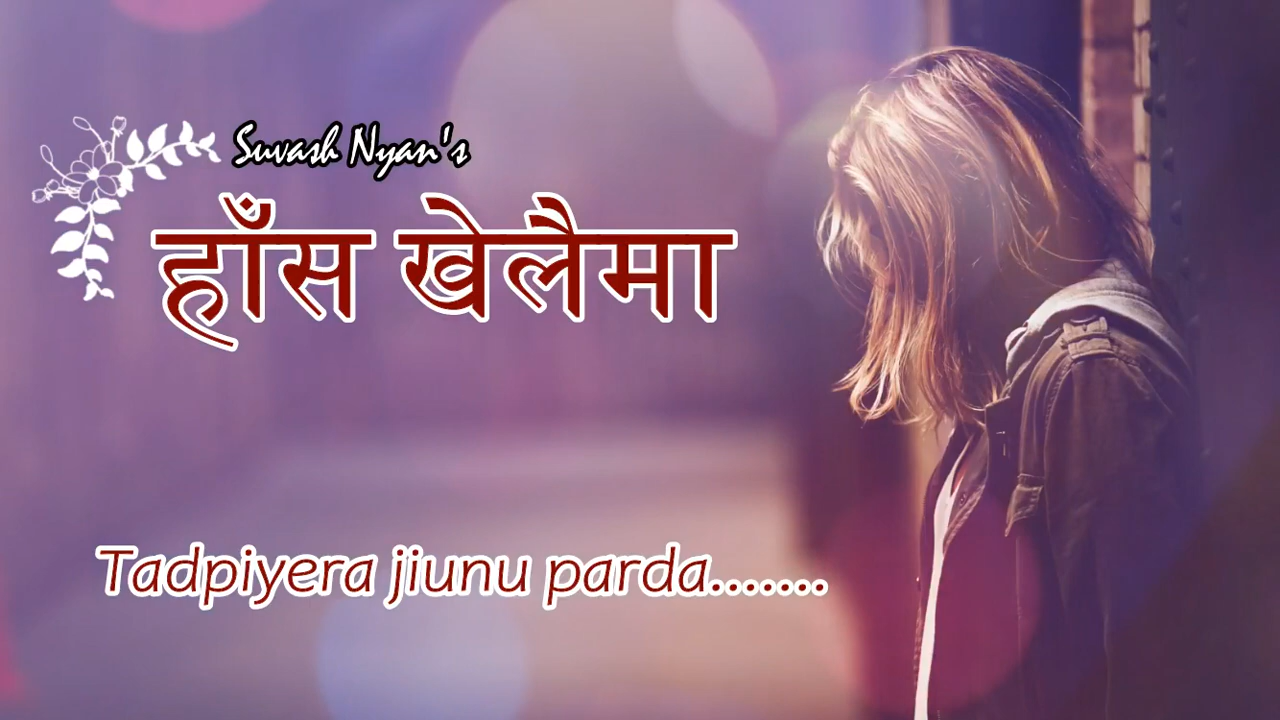 Suvash Nyan's
हाँस खेलैमा
Tadpiyera jiunu parda.......